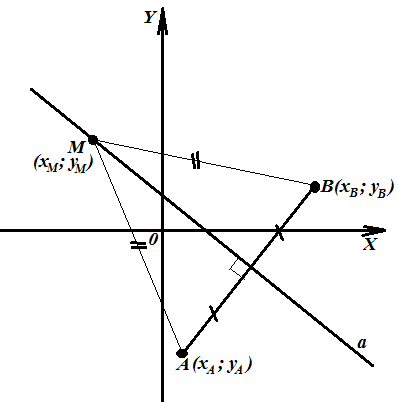 Y
M
(x_M; y_M)
B(x_B; y_B)
0
X
a
A(x_A; y_A)